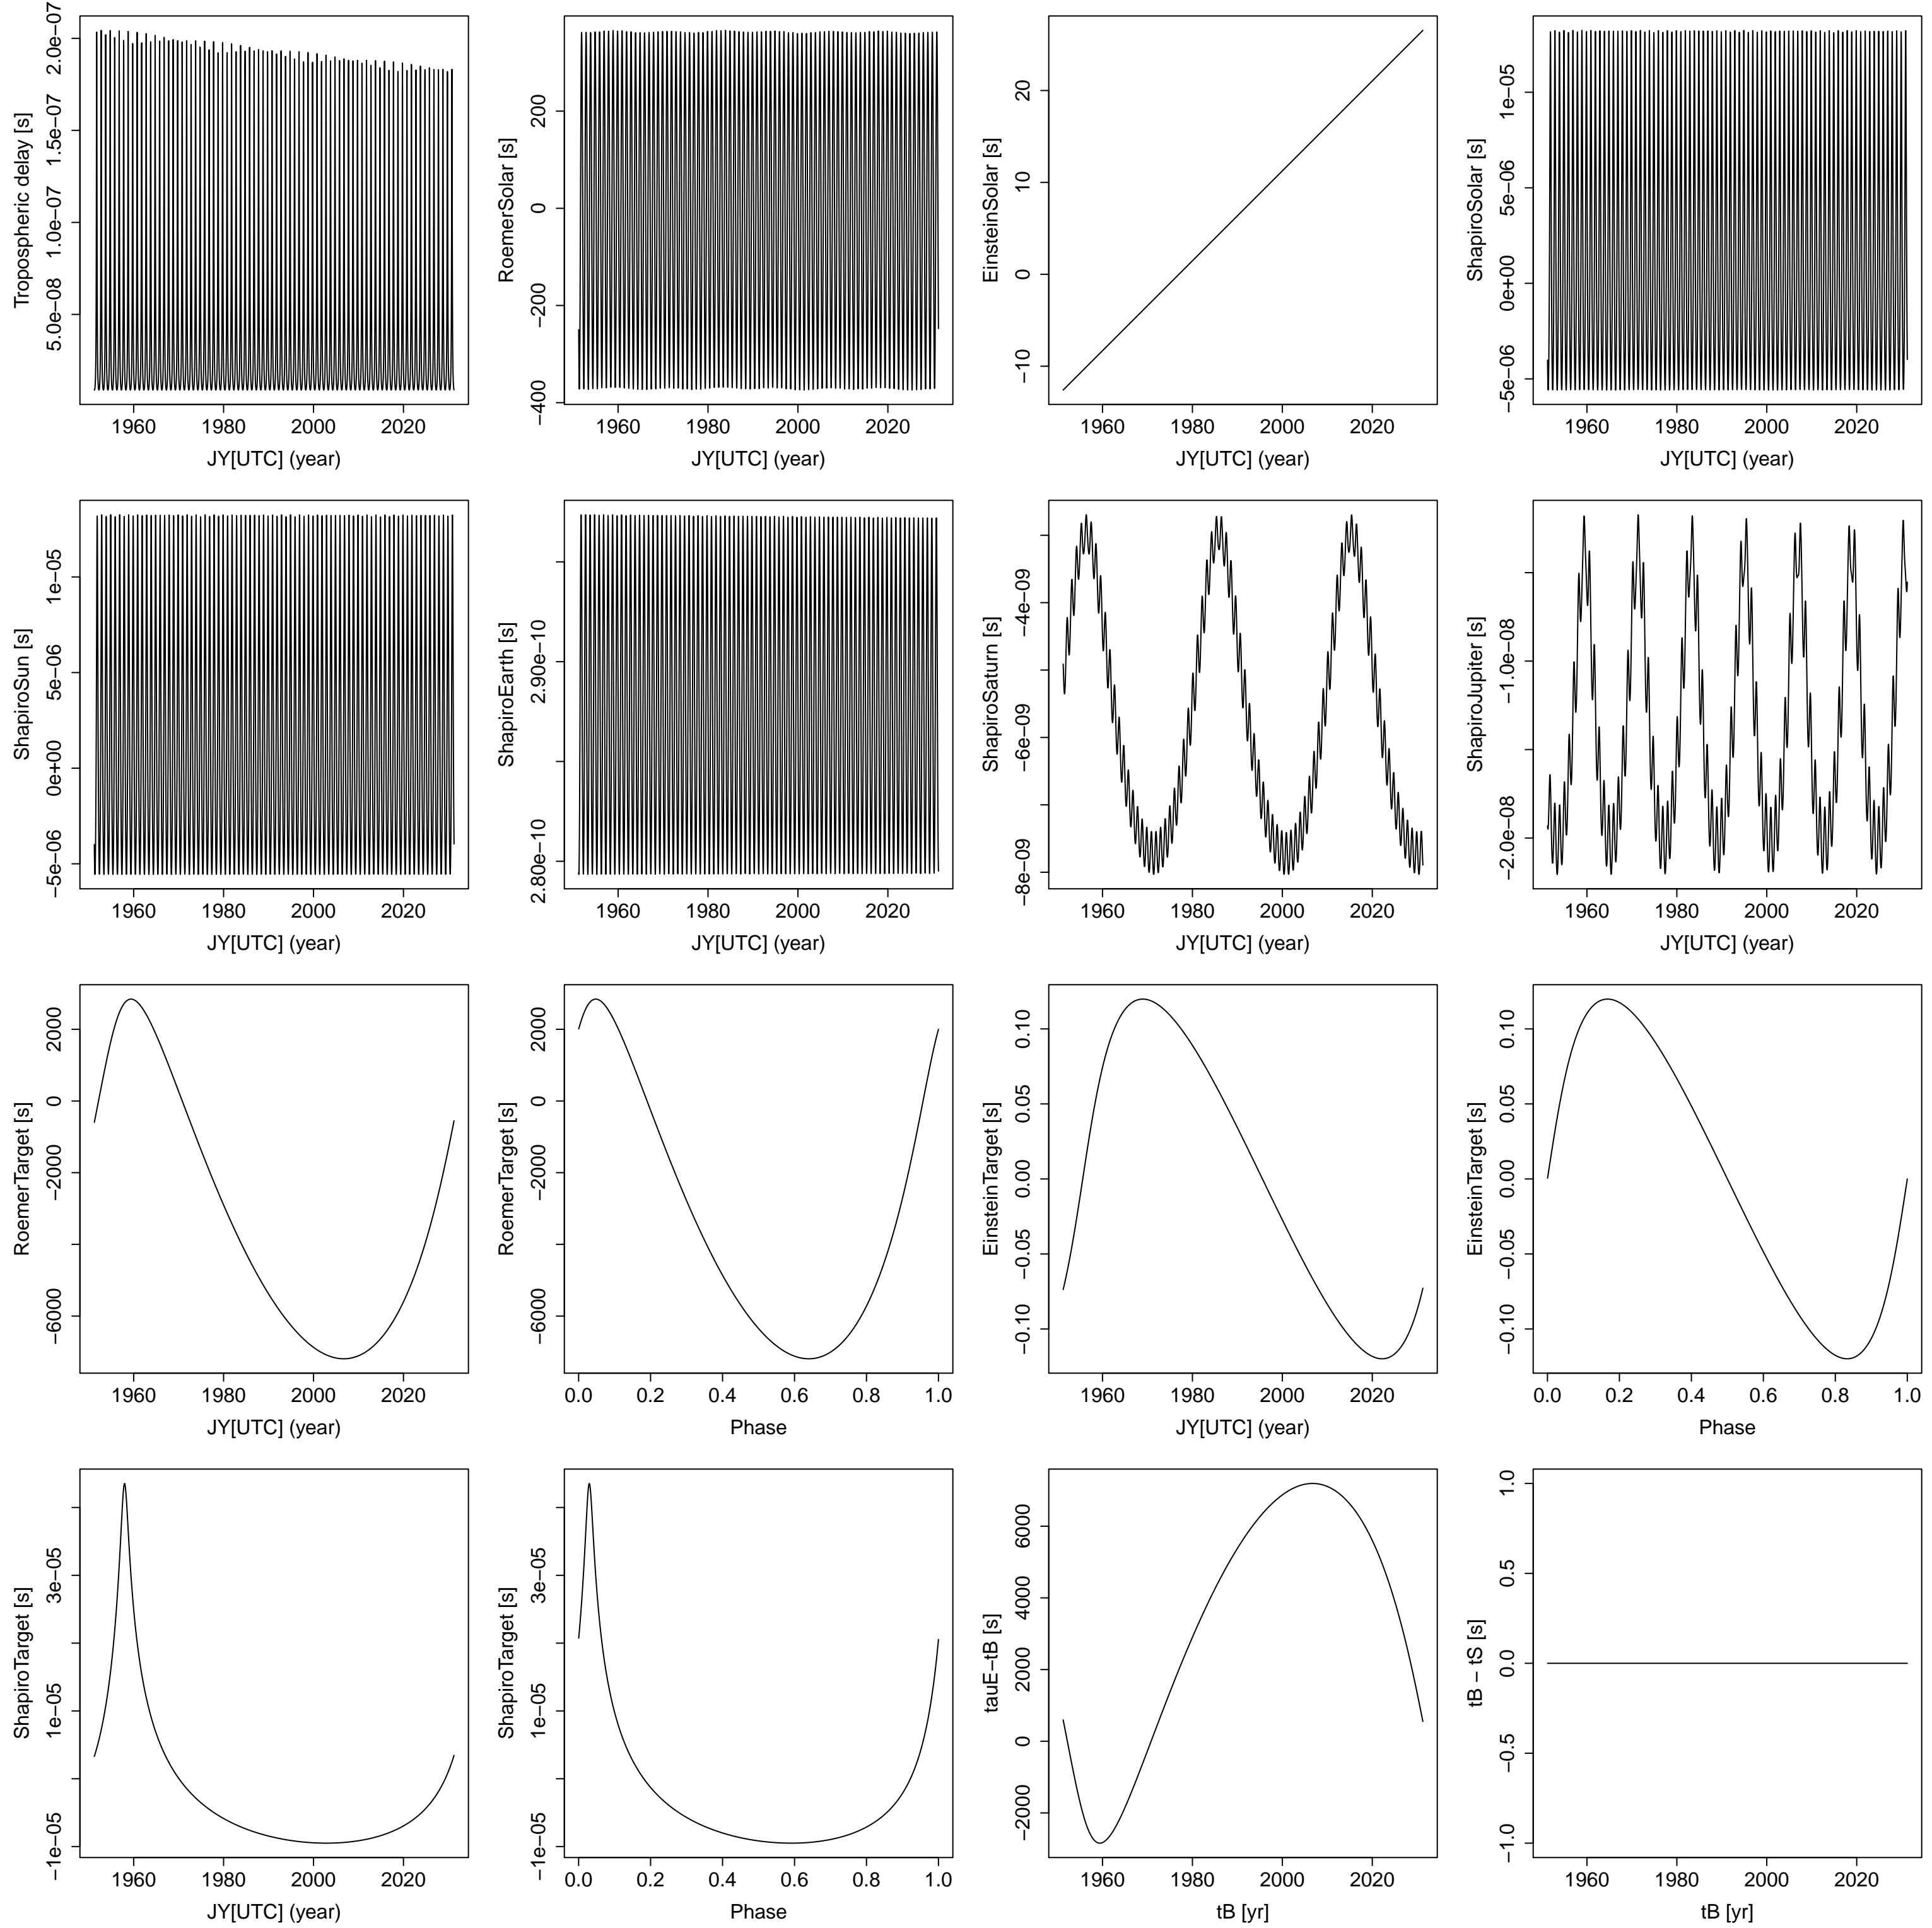 Tropospheric delay [s]
5.0e−08 1.0e−07 1.5e−07 2.0e−07
1960 1980 2000 2020
JY[UTC] (year)
RoemerSolar [s]
−400 −200 0 200
1960 1980 2000 2020
JY[UTC] (year)
EinsteinSolar [s]
−10 0 10 20
1960 1980 2000 2020
JY[UTC] (year)
ShapiroSolar [s]
−5e−06 0e+00 5e−06 1e−05
1960 1980 2000 2020
JY[UTC] (year)
ShapiroSun [s]
−5e−06 0e+00 5e−06 1e−05
1960 1980 2000 2020
JY[UTC] (year)
ShapiroEarth [s]
2.80e−10 2.90e−10
1960 1980 2000 2020
JY[UTC] (year)
ShapiroSaturn [s]
−8e−09 −6e−09 −4e−09
1960 1980 2000 2020
JY[UTC] (year)
ShapiroJupiter [s]
−2.0e−08 −1.0e−08
1960 1980 2000 2020
JY[UTC] (year)
RoemerTarget [s]
−6000 −2000 0 2000
1960 1980 2000 2020
JY[UTC] (year)
RoemerTarget [s]
−6000 −2000 0 2000
0.0 0.2 0.4 0.6 0.8 1.0
Phase
EinsteinTarget [s]
−0.10 −0.05 0.00 0.05 0.10
1960 1980 2000 2020
JY[UTC] (year)
EinsteinTarget [s]
−0.10 −0.05 0.00 0.05 0.10
0.0 0.2 0.4 0.6 0.8 1.0
Phase
ShapiroTarget [s]
−1e−05 1e−05 3e−05
1960 1980 2000 2020
JY[UTC] (year)
ShapiroTarget [s]
−1e−05 1e−05 3e−05
0.0 0.2 0.4 0.6 0.8 1.0
Phase
tauE−tB [s]
−2000 0 2000 4000 6000
1960 1980 2000 2020
tB [yr]
tB − tS [s]
−1.0 −0.5 0.0 0.5 1.0
1960 1980 2000 2020
tB [yr]